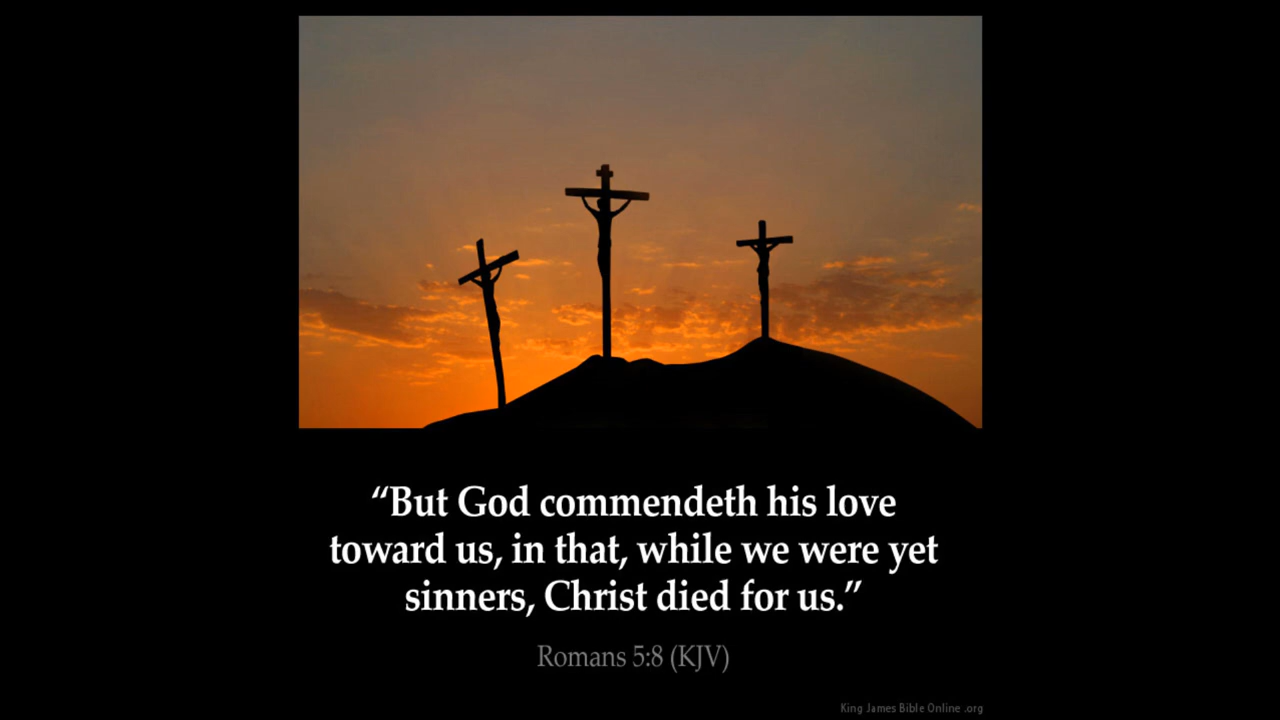 “But God commendeth his love
toward us, in that, while we were yet
sinners, Christ died for us.”
Romans 5:8 (KJV)
King James Bible Online .org